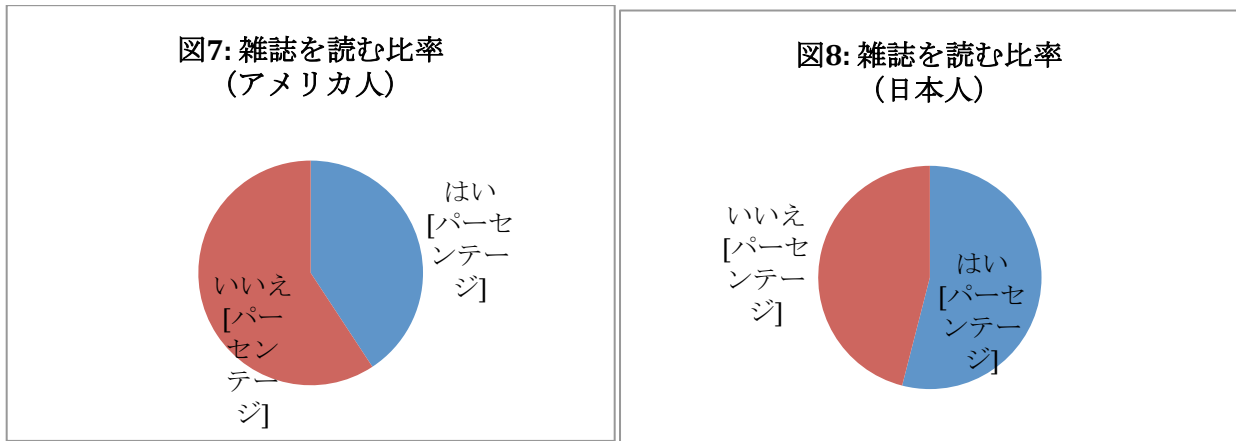 図7: 雑誌を読む比率
（アメリカ人）
はい
[パーセ
ンテー
ジ]
いいえ
[パー
セン
テー
ジ]
図8: 雑誌を読む比率
（日本人）
いいえ
[パーセ
ンテー
ジ]
はい
[パーセ
ンテー
ジ]